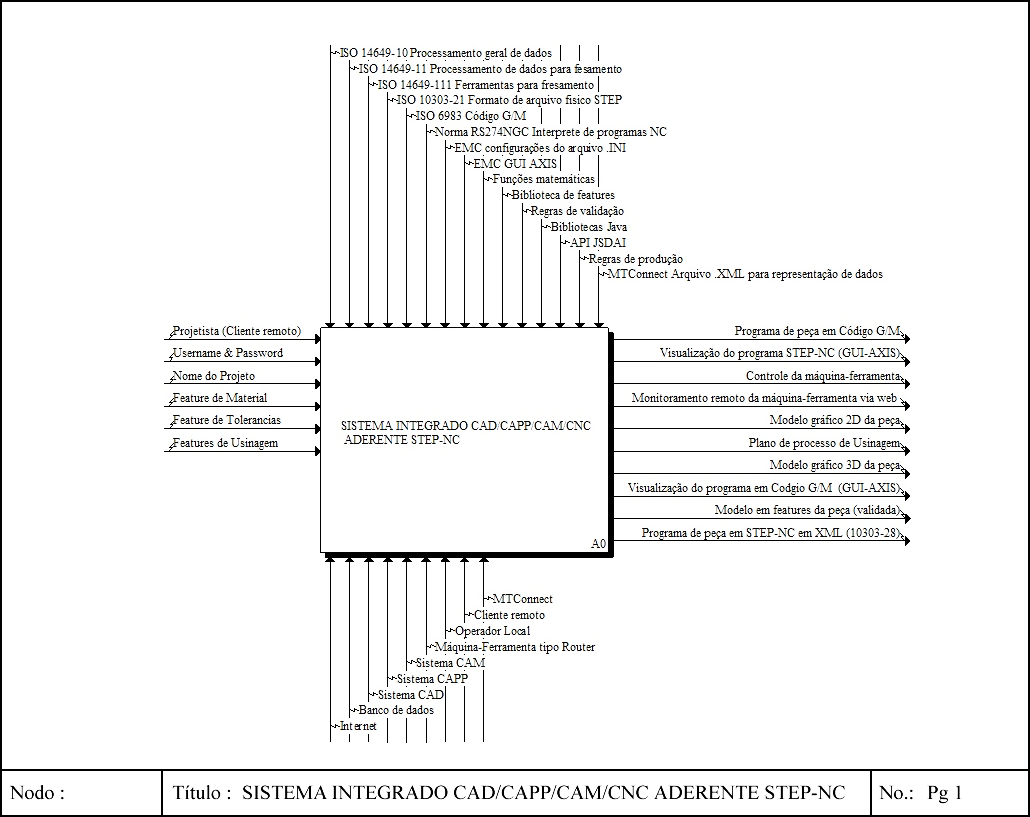 ISO 14649-10 Processamento geral de dados
ISO 14649-11 Processamento de dados para fesamento
ISO 14649-111 Ferramentas para fresamento
ISO 10303-21 Formato de arquivo fisico STEP
ISO 6983 Código G/M
Norma RS274NGC Interprete de programas NC
EMC configurações do arquivo .INI
EMC GUI AXIS
Funções matemáticas
Biblioteca de features
Regras de validação
Bibliotecas Java
API JSDAI
Regras de produção
MTConnect Arquivo .XML para representação de dados
Projetista (Cliente remoto)
Username & Password
Nome do Projeto
Feature de Material
Feature de Tolerancias
Features de Usinagem
SISTEMA INTEGRADO CAD/CAPP/CAM/CNC
ADERENTE STEP-NC
A0
Programa de peça em Código G/M
Visualização do programa STEP-NC (GUI-AXIS)
Controle da máquina-ferramenta
Monitoramento remoto da máquina-ferramenta via web
Modelo gráfico 2D da peça
Plano de processo de Usinagem
Modelo gráfico 3D da peça
Visualização do programa em Codgio G/M (GUI-AXIS)
Modelo em features da peça (validada)
Programa de peça em STEP-NC em XML (10303-28)
MTConnect
Cliente remoto
Operador Local
Máquina-Ferramenta tipo Router
Sistema CAM
Sistema CAPP
Sistema CAD
Banco de dados
Internet
Nodo :
Título : SISTEMA INTEGRADO CAD/CAPP/CAM/CNC ADERENTE STEP-NC
No.: Pg 1